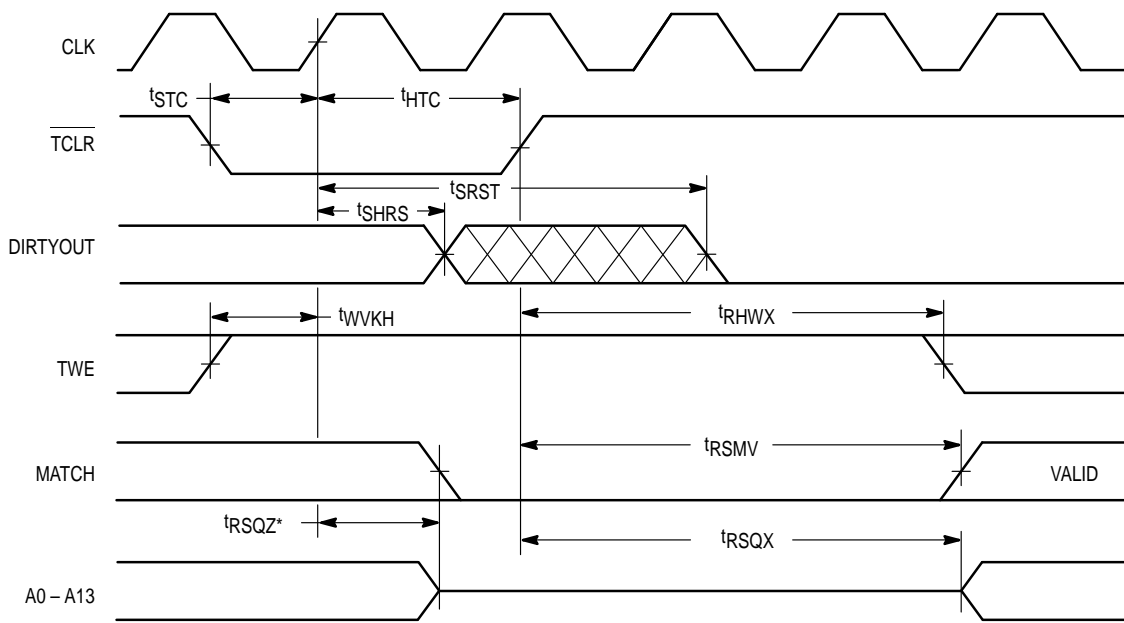 CLK
tSTC
tHTC
TCLR
tSRST
tSHRS
DIRTYOUT
tWVKH
tRHWX
TWE
tRSMV
MATCH
VALID
tRSQZ*
tRSQX
A0 – A13